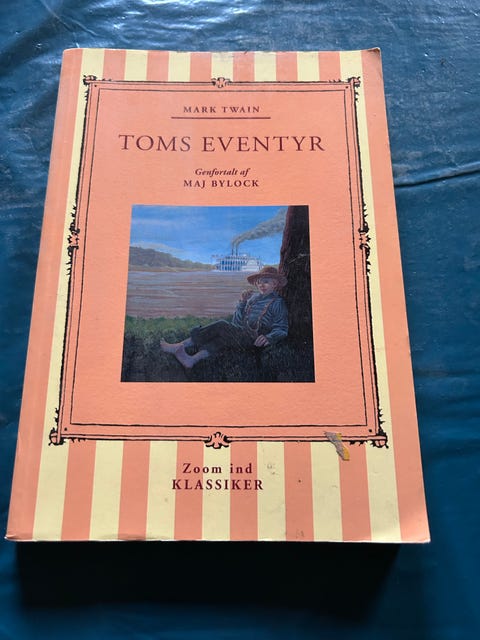 MARK TWAIN
TOMS EVENTYR
Genfortalt af
MAJ BYLOCK
Zoom ind
KLASSIKER